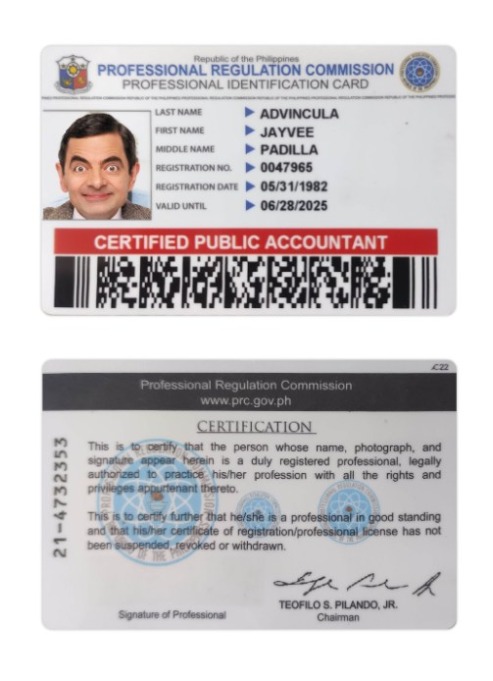 Republic of the Philippines
PROFESSIONAL REGULATION COMMISSION
PROFESSIONAL IDENTIFICATION CARD
LAST NAME ADVINCULA
FIRST NAME JAYVEE
MIDDLE NAME PADILLA
REGISTRATION NO. 0047965
REGISTRATION DATE 05/31/1982
VALID UNTIL 06/28/2025
CERTIFIED PUBLIC ACCOUNTANT
Professional Regulation Commission
www.prc.gov.ph
CERTIFICATION
This is to certify that the person whose name, photograph, and
signature appear herein is a duly registered professional, legally
authorized to practice his/her profession with all the rights and
privileges appurtenant thereto.
This is to certify further that he/she is a professional in good standing
and that his/her certificate of registration/professional license has not
been suspended, revoked or withdrawn.
21-4732353
TEOFILO S. PILANDO, JR.
Signature of Professional
Chairman